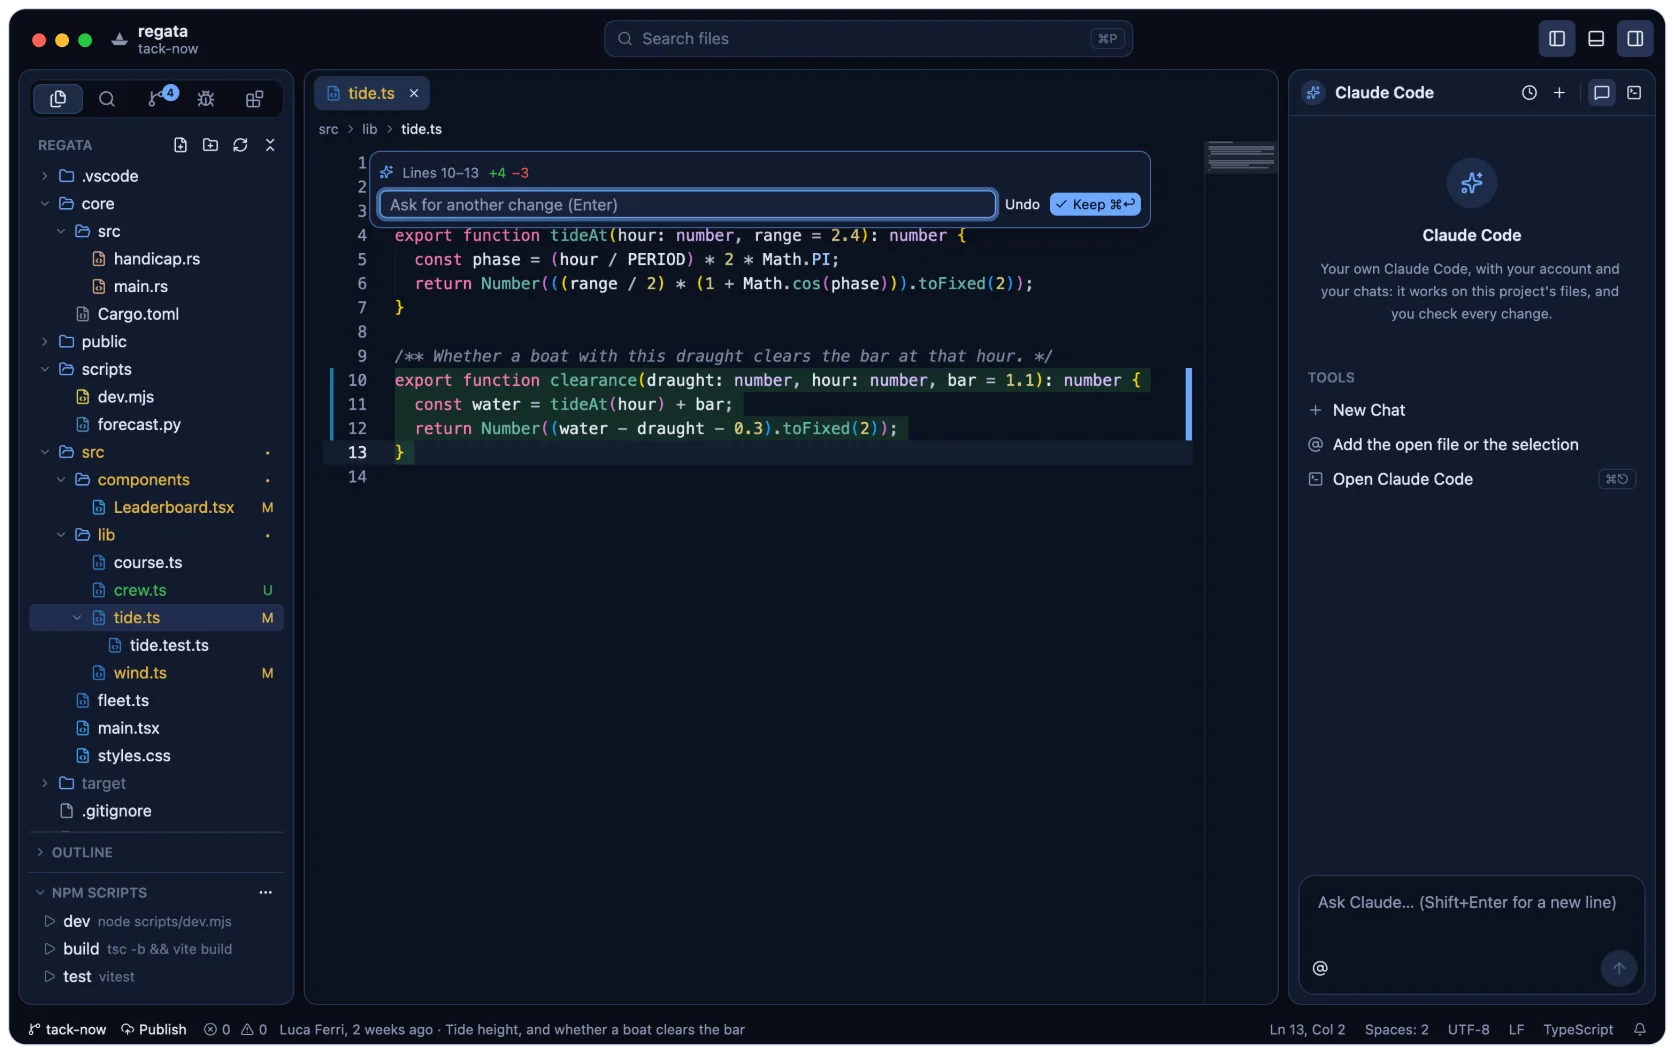 regata
tack-now
Search files
⌘P
4
REGATA
.vscode
core
src
handicap.rs
main.rs
Cargo.toml
public
scripts
dev.mjs
forecast.py
src
components
Leaderboard.tsx M
lib
course.ts
crew.ts U
tide.ts M
tide.test.ts
wind.ts M
fleet.ts
main.tsx
styles.css
target
.gitignore
OUTLINE
NPM SCRIPTS
dev node scripts/dev.mjs
build tsc -b && vite build
test vitest
tide.ts
src > lib > tide.ts
Lines 10–13 +4 −3
Ask for another change (Enter)
Undo
Keep ⌘↩
1
2
3
4 export function tideAt(hour: number, range = 2.4): number {
5 const phase = (hour / PERIOD) * 2 * Math.PI;
6 return Number(((range / 2) * (1 + Math.cos(phase))).toFixed(2));
7 }
8
9 /** Whether a boat with this draught clears the bar at that hour. */
10 export function clearance(draught: number, hour: number, bar = 1.1): number {
11 const water = tideAt(hour) + bar;
12 return Number((water - draught - 0.3).toFixed(2));
13 }
14
Claude Code
Claude Code
Your own Claude Code, with your account and
your chats: it works on this project's files, and
you check every change.
TOOLS
New Chat
Add the open file or the selection
Open Claude Code
Ask Claude... (Shift+Enter for a new line)
@
tack-now
Publish
0
0
Luca Ferri, 2 weeks ago · Tide height, and whether a boat clears the bar
Ln 13, Col 2
Spaces: 2
UTF-8
LF
TypeScript